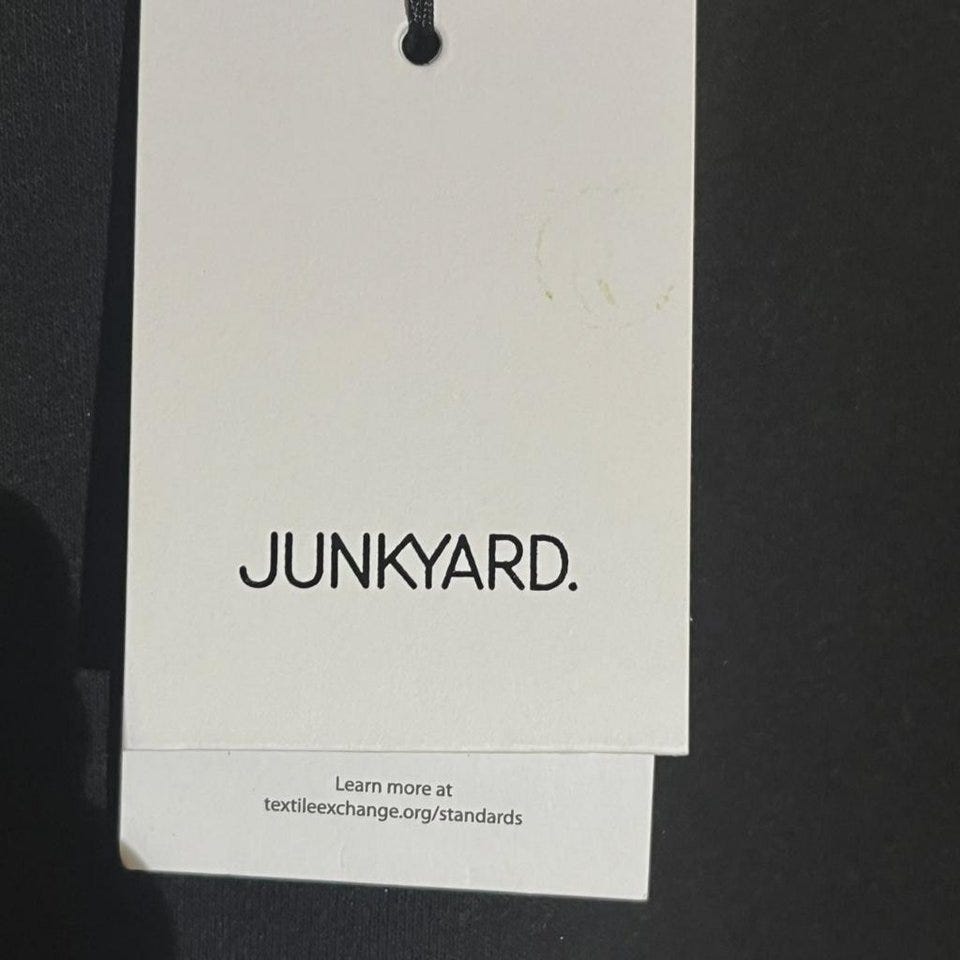 JUNKYARD.
Learn more at
textileexchange.org/standards